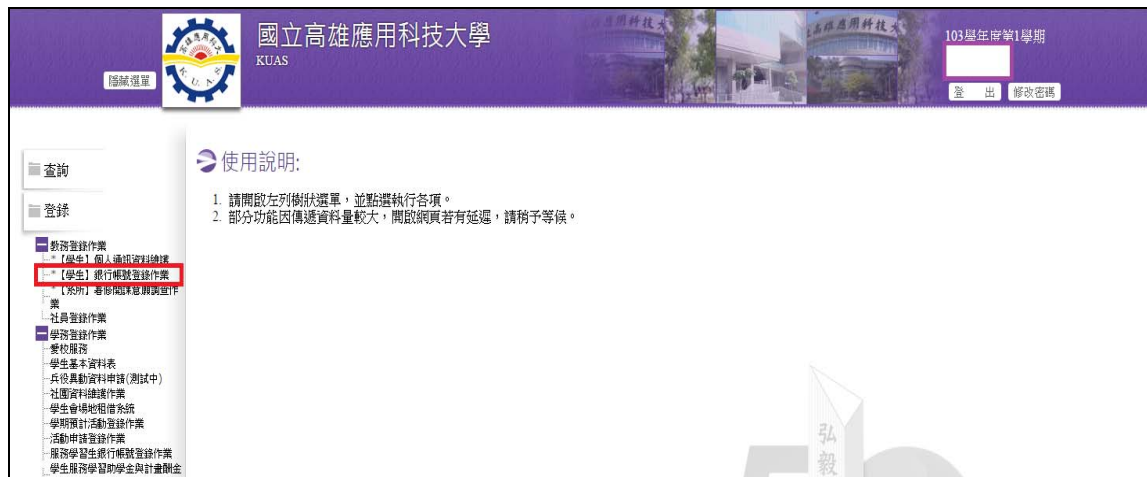 國立高雄應用科技大學
KUAS
103學年度第1學期
隱藏選單
登 出
修改密碼
查詢
登錄
教務登錄作業
*【學生】個人通訊資料維護
*【學生】銀行帳號登錄作業
*【系所】暑修開課意願調查作
業
社員登錄作業
學務登錄作業
愛校服務
學生基本資料表
兵役異動資料申請(測試中)
社團資料維護作業
學生會場地租借系統
學期預計活動登錄作業
活動申請登錄作業
服務學習生銀行帳號登錄作業
學生服務學習助學金與計畫酬金
使用說明:
1. 請開啟左列樹狀選單，並點選執行各項。
2. 部分功能因傳遞資料量較大，開啟網頁若有延遲，請稍予等候。
弘
毅